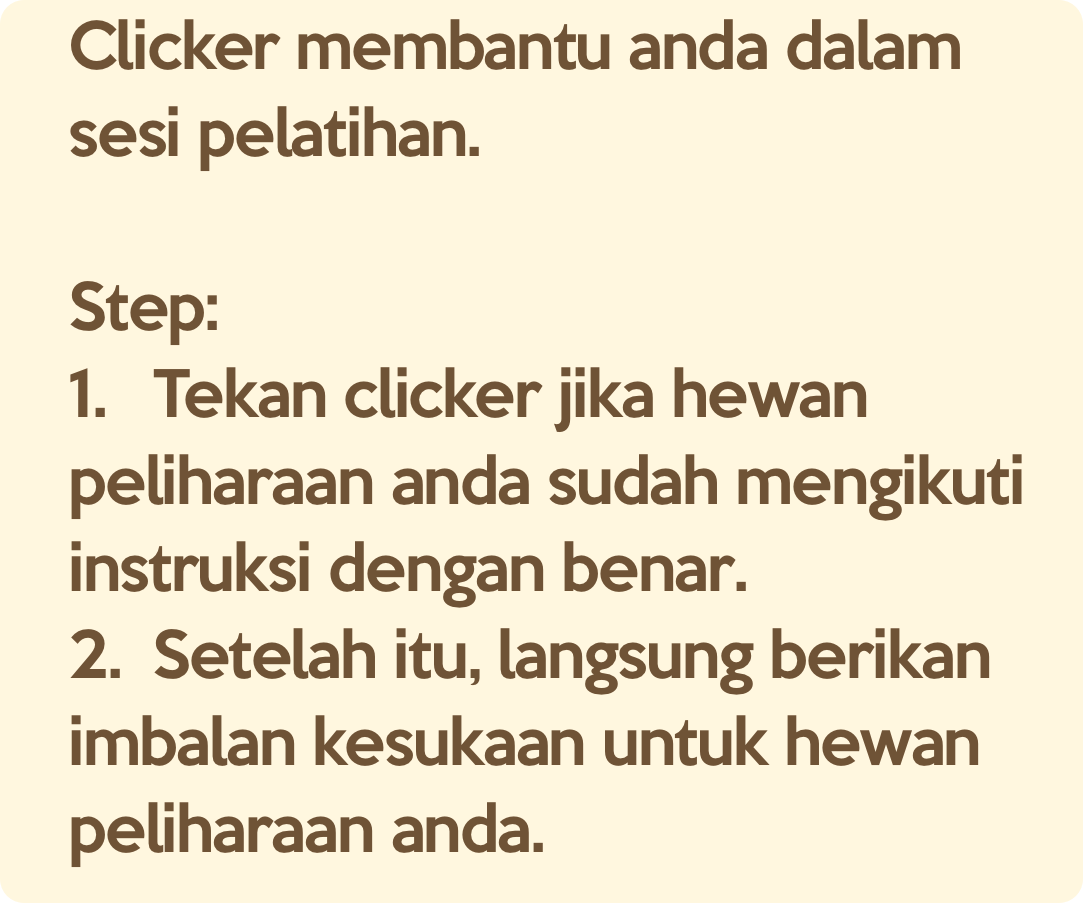 Clicker membantu anda dalam
sesi pelatihan.
Step:
1. Tekan clicker jika hewan
peliharaan anda sudah mengikuti
instruksi dengan benar.
2. Setelah itu, langsung berikan
imbalan kesukaan untuk hewan
peliharaan anda.